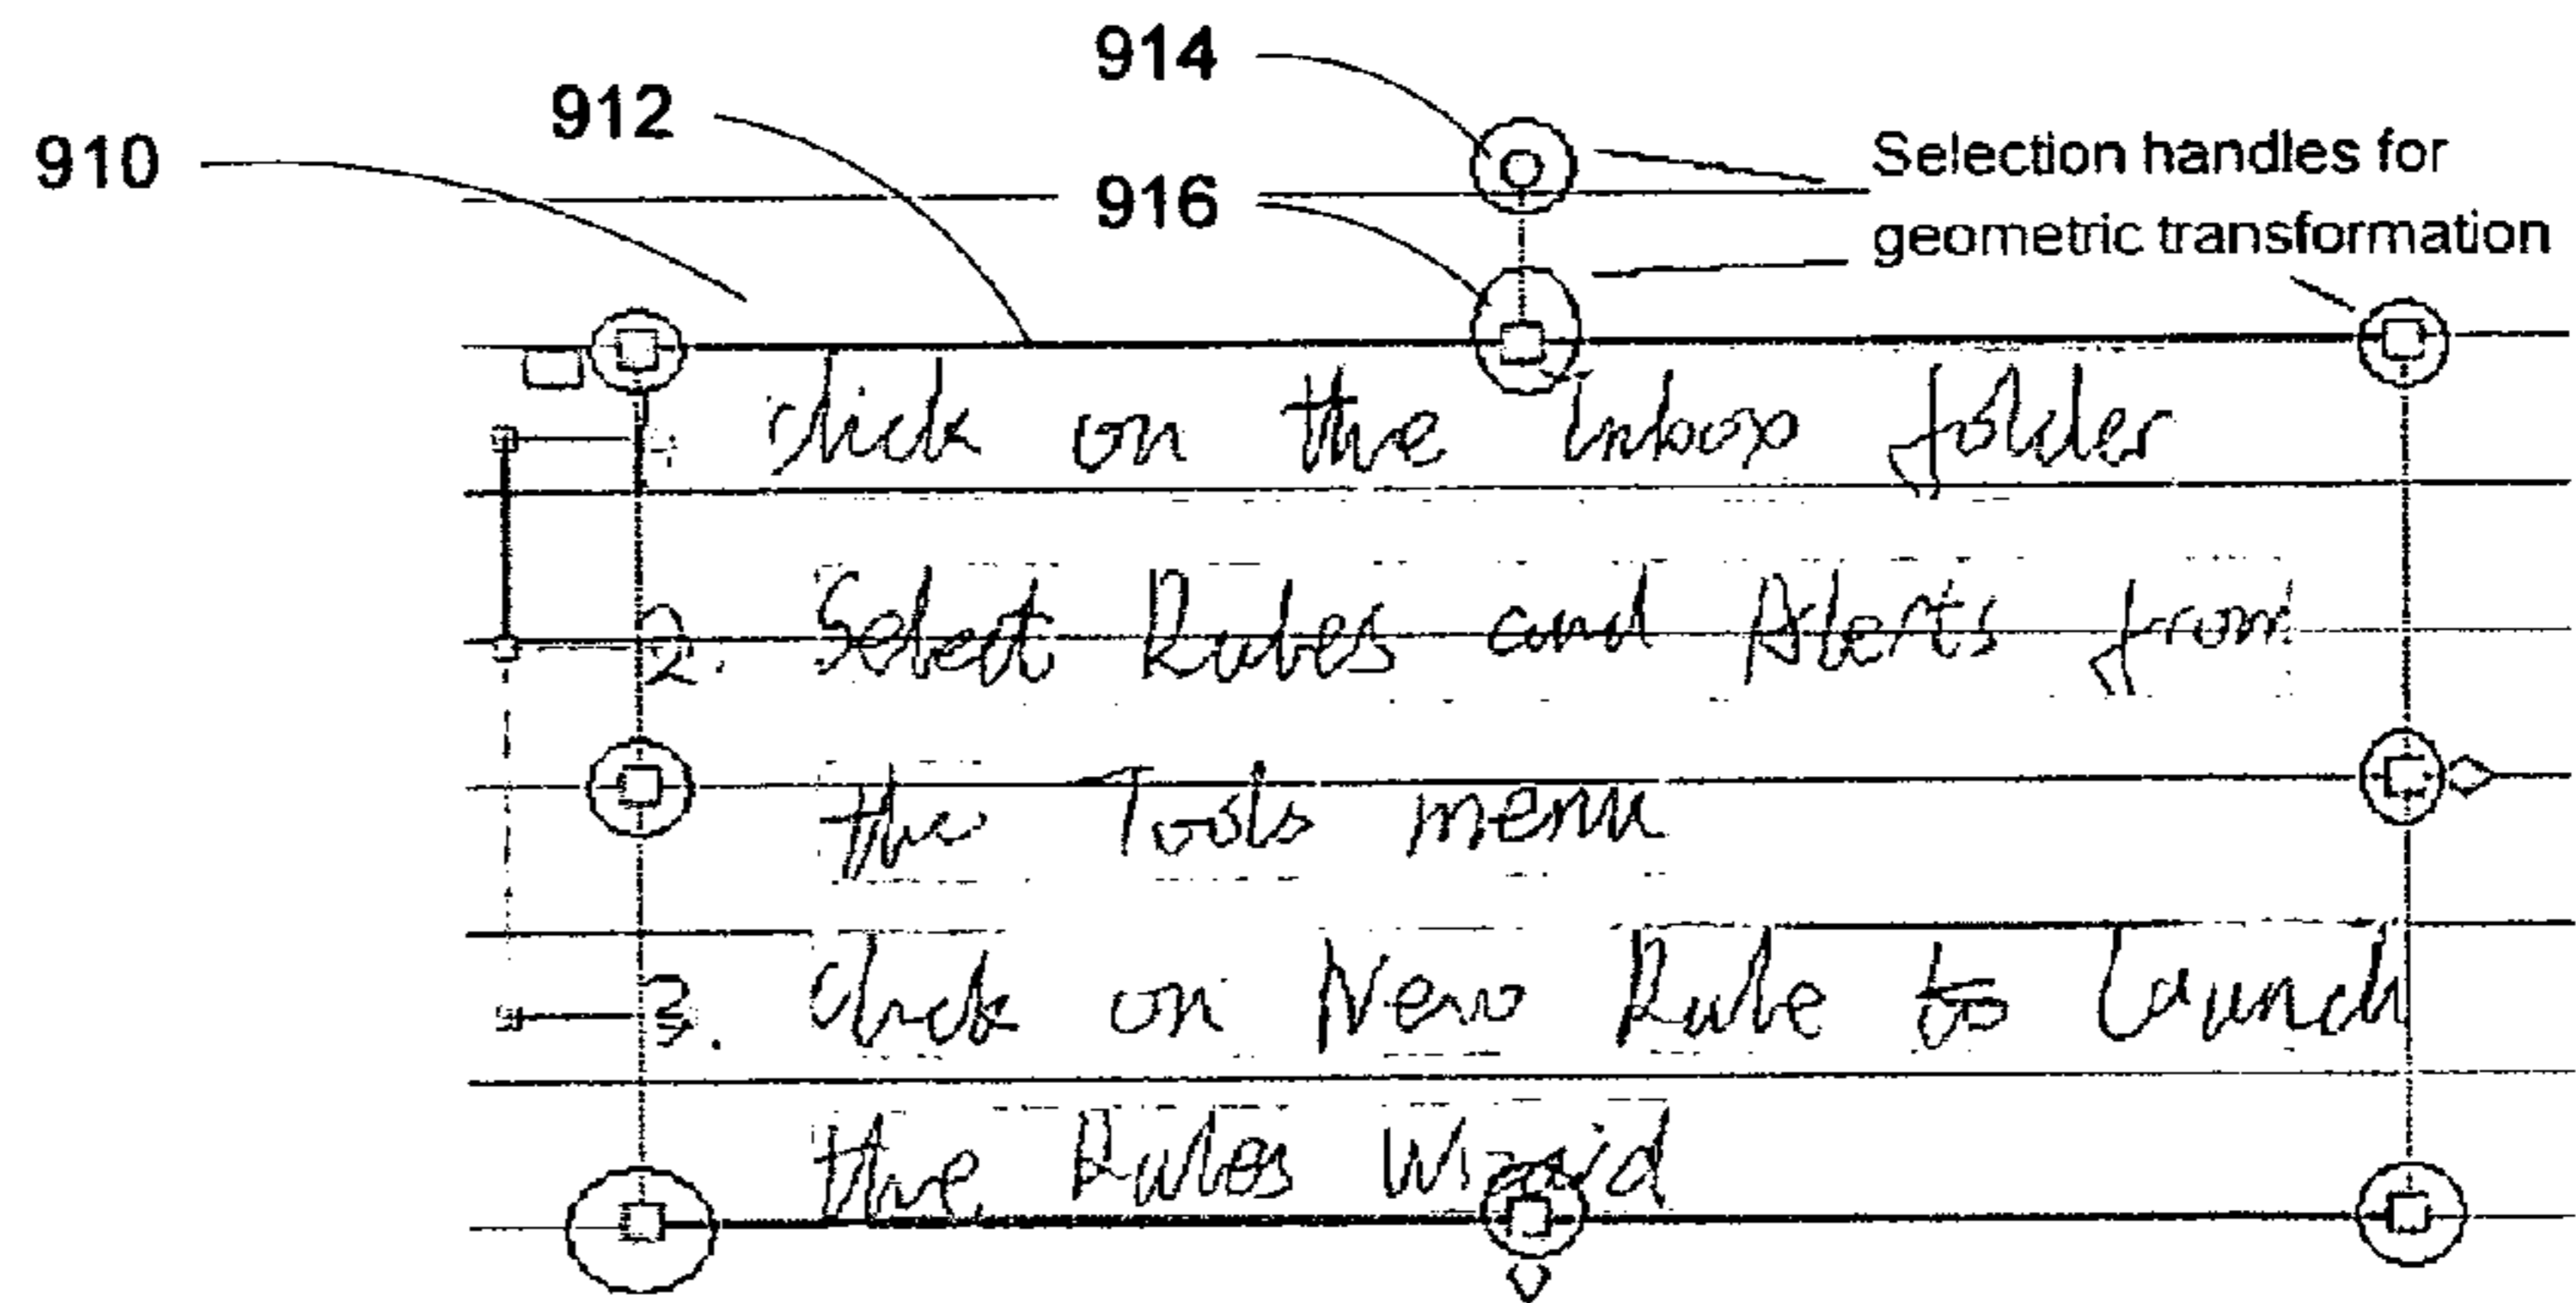 914
912
910
Selection handles for
916
geometric transformation
1. Click on the Inbox folder
2. Select Rules and Alerts from
the Tools menu
3. Click on New Rule to launch
the Rules Wizard